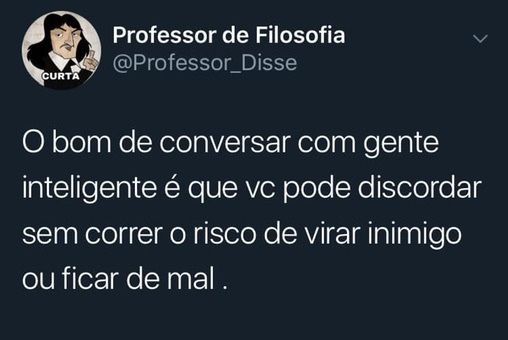 Professor de Filosofia
@Professor_Disse
CURTA
O bom de conversar com gente
inteligente é que vc pode discordar
sem correr o risco de virar inimigo
ou ficar de mal .